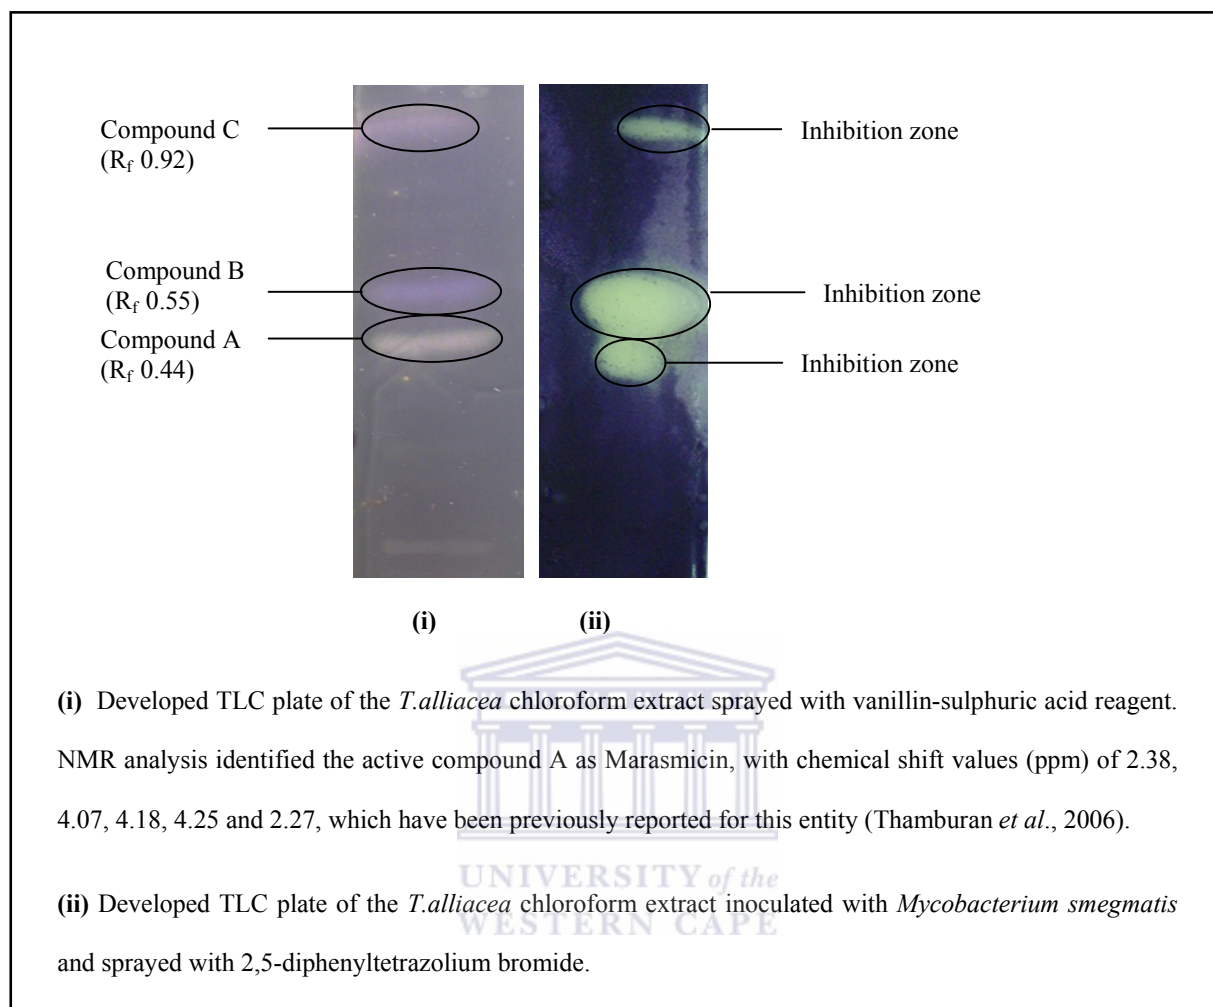 Compound C
(Rf 0.92)
Inhibition zone
Compound B
(Rf 0.55)
Inhibition zone
Compound A
(Rf 0.44)
Inhibition zone
(i) (ii)
(i) Developed TLC plate of the T.alliacea chloroform extract sprayed with vanillin-sulphuric acid reagent.
NMR analysis identified the active compound A as Marasmicin, with chemical shift values (ppm) of 2.38,
4.07, 4.18, 4.25 and 2.27, which have been previously reported for this entity (Thamburan et al., 2006).
UNIVERSITY of the
(ii) Developed TLC plate of the T.alliacea chloroform extract inoculated with Mycobacterium smegmatis
WESTERN CAPE
and sprayed with 2,5-diphenyltetrazolium bromide.